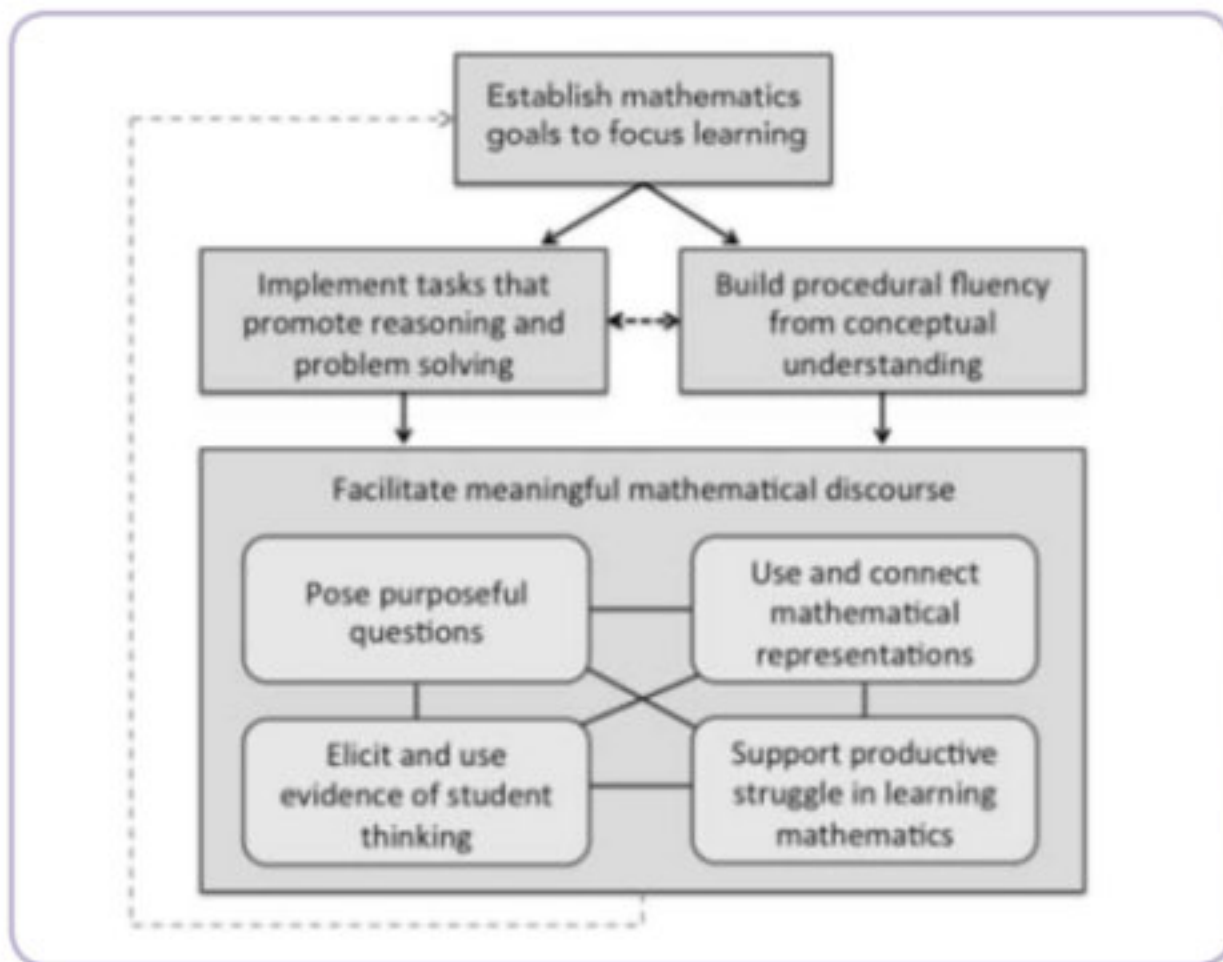 Establish mathematics
goals to focus learning
Implement tasks that
promote reasoning and
problem solving
Build procedural fluency
from conceptual
understanding
Facilitate meaningful mathematical discourse
Pose purposeful
questions
Use and connect
mathematical
representations
Elicit and use
evidence of student
thinking
Support productive
struggle in learning
mathematics